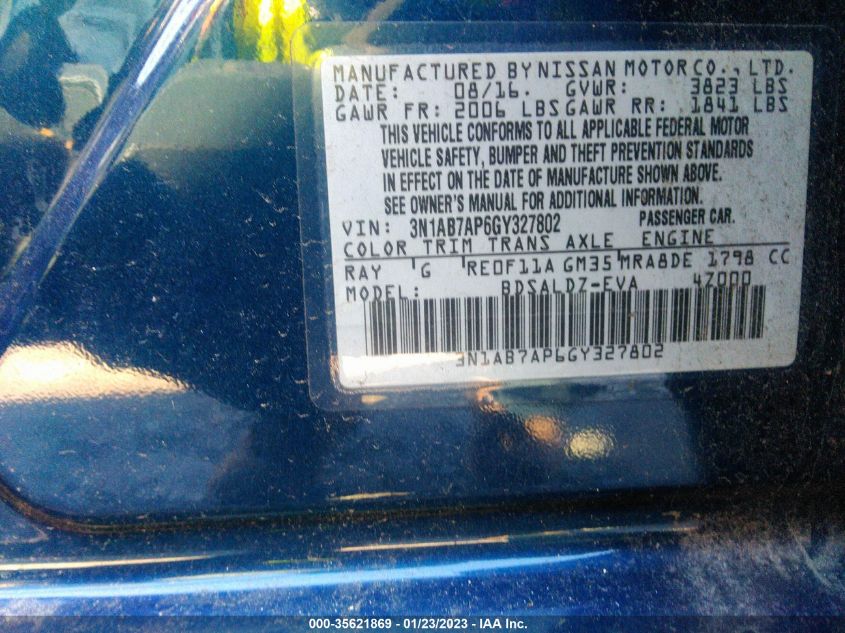 MANUFACTURED BY NISSAN MOTOR CO., LTD.
DATE: 08/16. GVWR: 3823 LBS
GAWR FR: 2006 LBS GAWR RR: 1841 LBS
THIS VEHICLE CONFORMS TO ALL APPLICABLE FEDERAL MOTOR
VEHICLE SAFETY, BUMPER AND THEFT PREVENTION STANDARDS
IN EFFECT ON THE DATE OF MANUFACTURE SHOWN ABOVE.
SEE OWNER'S MANUAL FOR ADDITIONAL INFORMATION.
VIN: 3N1AB7AP6GY327802 PASSENGER CAR.
COLOR TRIM TRANS AXLE ENGINE
RAY G RE0F11A GM35 MRA8DE 1798 CC
MODEL: BDSALDZ-EVA 4Z000
3N1AB7AP6GY327802
000-35621869 - 01/23/2023 - IAA Inc.